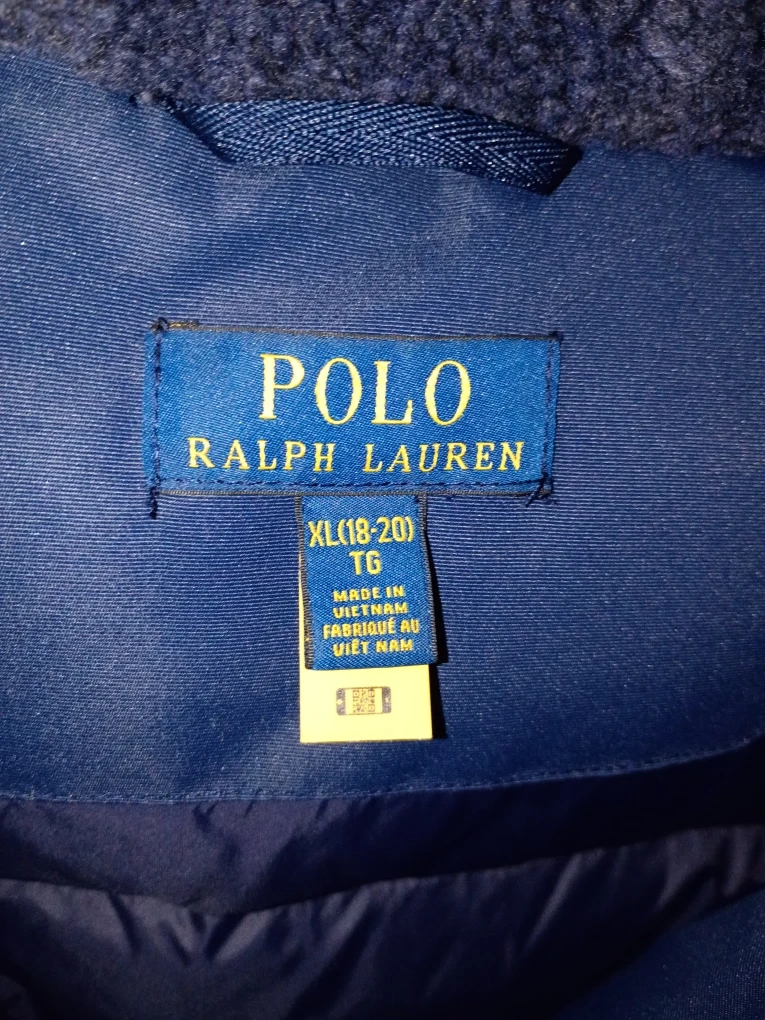 POLO
RALPH LAUREN
XL(18-20)
TG
MADE IN
VIETNAM
FABRIQUÉ AU
VIÊT NAM